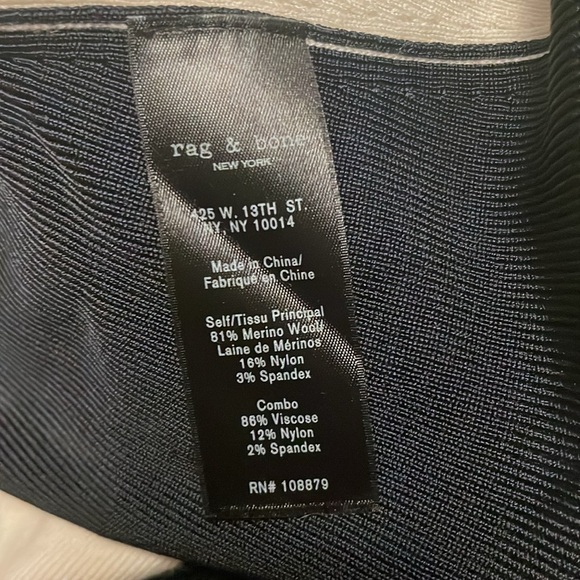 rag & bone
NEW YORK
425 W. 13TH ST.
NY, NY 10014
Made in China/
Fabriqué en Chine
Self/Tissu Principal
81% Merino Wool/
Laine de Mérinos
16% Nylon
3% Spandex
Combo
86% Viscose
12% Nylon
2% Spandex
RN# 108879